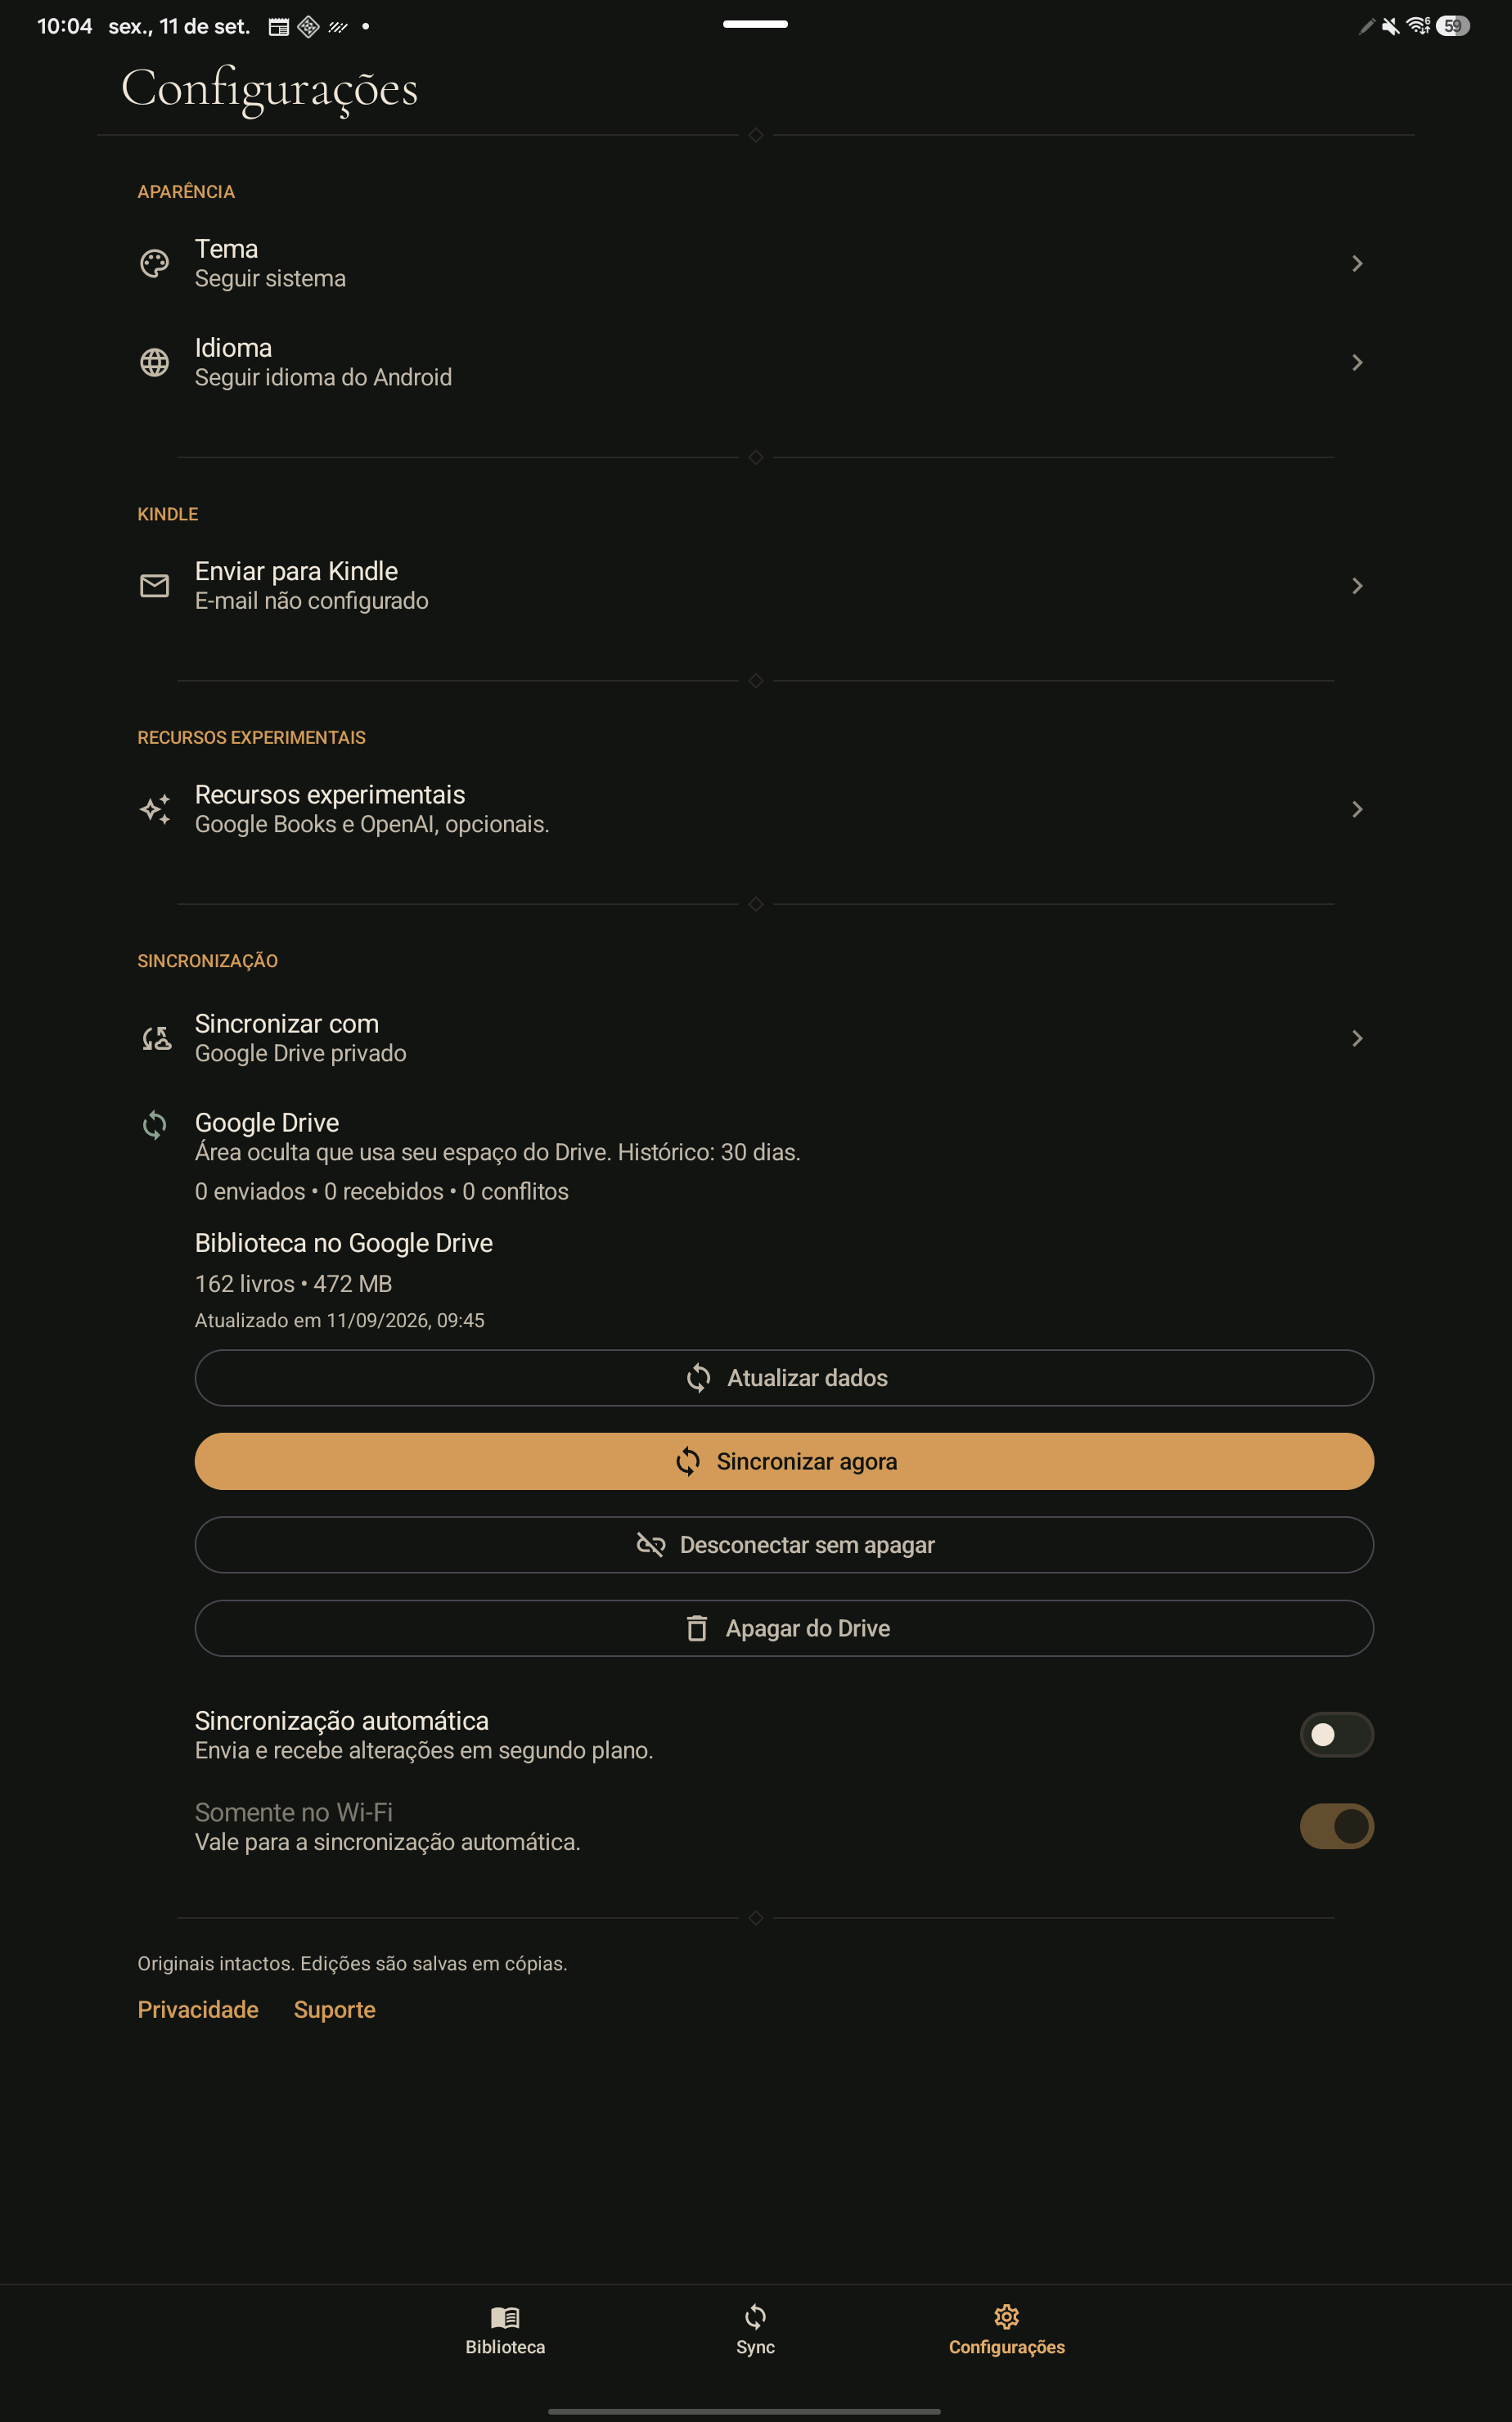 10:04 sex., 11 de set.
59
Configurações
APARÊNCIA
Tema
Seguir sistema
Idioma
Seguir idioma do Android
KINDLE
Enviar para Kindle
E-mail não configurado
RECURSOS EXPERIMENTAIS
Recursos experimentais
Google Books e OpenAI, opcionais.
SINCRONIZAÇÃO
Sincronizar com
Google Drive privado
Google Drive
Área oculta que usa seu espaço do Drive. Histórico: 30 dias.
0 enviados • 0 recebidos • 0 conflitos
Biblioteca no Google Drive
162 livros • 472 MB
Atualizado em 11/09/2026, 09:45
Atualizar dados
Sincronizar agora
Desconectar sem apagar
Apagar do Drive
Sincronização automática
Envia e recebe alterações em segundo plano.
Somente no Wi-Fi
Vale para a sincronização automática.
Originais intactos. Edições são salvas em cópias.
Privacidade Suporte
Biblioteca Sync Configurações